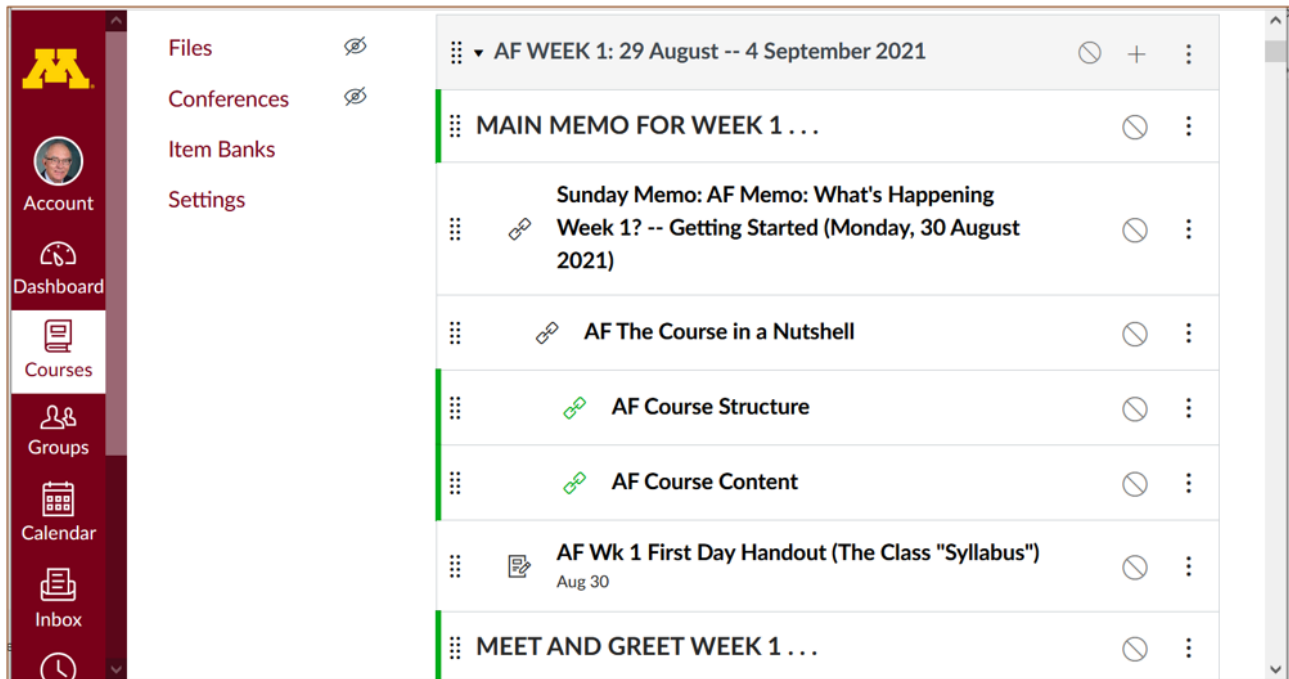 M
Account
Dashboard
Courses
Groups
Calendar
Inbox
Files
Conferences
Item Banks
Settings
AF WEEK 1: 29 August -- 4 September 2021
MAIN MEMO FOR WEEK 1 . . .
Sunday Memo: AF Memo: What's Happening
Week 1? -- Getting Started (Monday, 30 August
2021)
AF The Course in a Nutshell
AF Course Structure
AF Course Content
AF Wk 1 First Day Handout (The Class "Syllabus")
Aug 30
MEET AND GREET WEEK 1 . . .